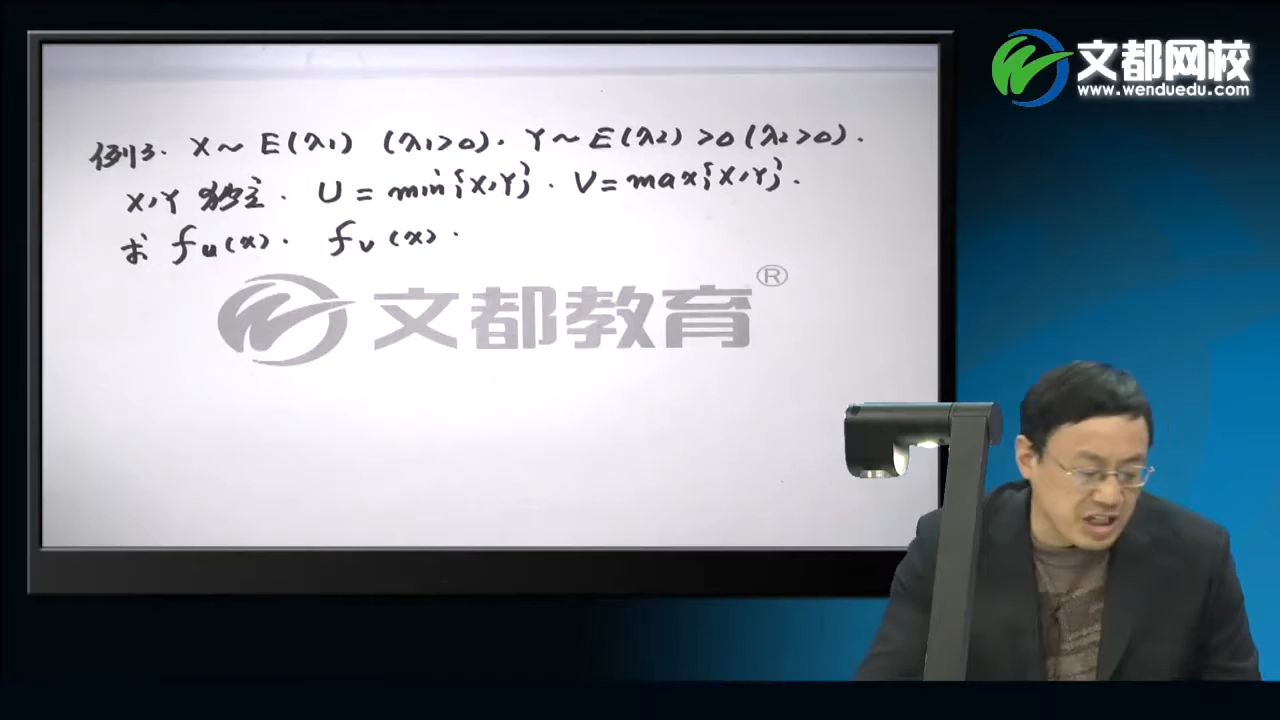 文都网校
www.wenduedu.com
例3. X~E(λ1) (λ1>0). Y~E(λ2)>0(λ2>0).
X,Y 独立. U=min{X,Y}. V=max{X,Y}.
求 fu(x). fv(x).
文都教育®